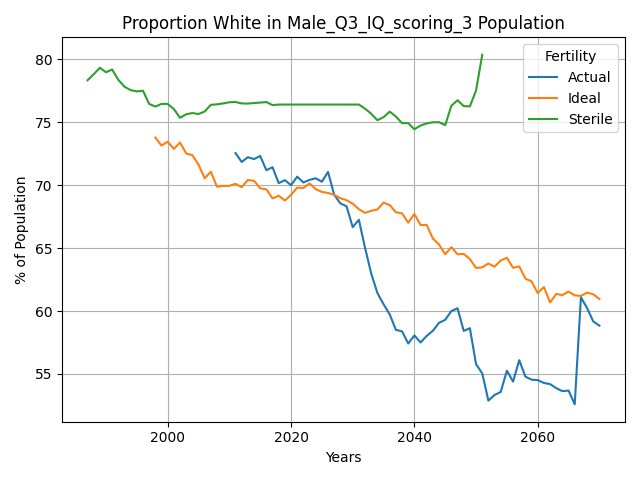 Proportion White in Male_Q3_IQ_scoring_3 Population
% of Population
80
75
70
65
60
55
Fertility
Actual
Ideal
Sterile
2000
2020
2040
2060
Years